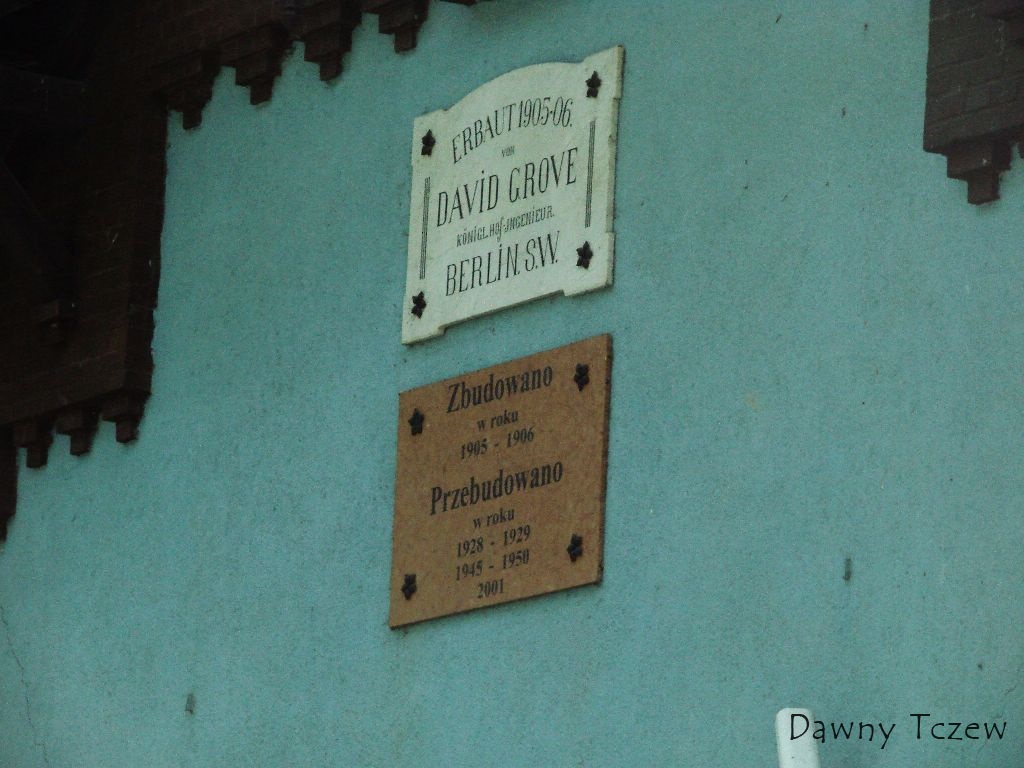 ERBAUT 1905-06.
VON
DAVID GROVE
KÖNIGL. HOF-INGENIEUR.
BERLIN. S.W.
Zbudowano
w roku
1905 - 1906
Przebudowano
w roku
1928 - 1929
1945 - 1950
2001
Dawny Tczew